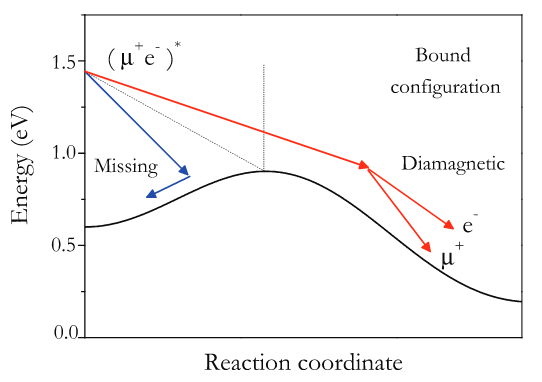 1.5
1.0
0.5
0.0
Energy (eV)
(μ⁺e⁻)*
Bound
configuration
Missing
Diamagnetic
e⁻
μ⁺
Reaction coordinate